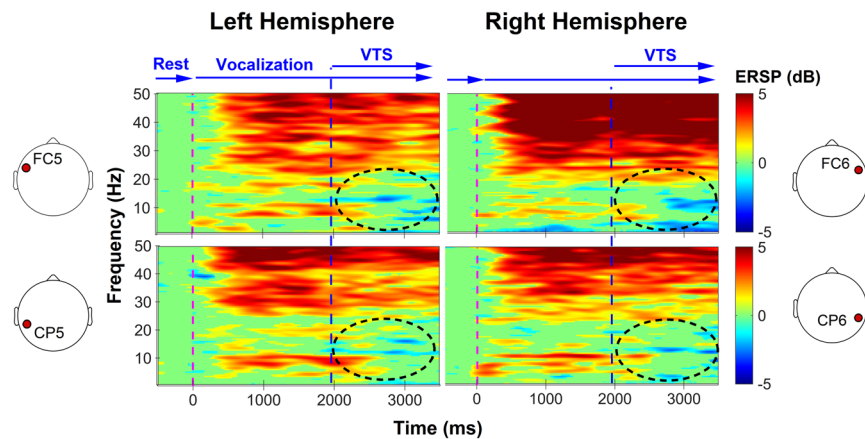 Left Hemisphere
Right Hemisphere
VTS
VTS
Rest
Vocalization
ERSP (dB)
50
40
30
20
10
5
0
-5
FC5
FC6
Frequency (Hz)
50
40
30
20
10
5
0
-5
CP5
CP6
0 1000 2000 3000
0 1000 2000 3000
Time (ms)